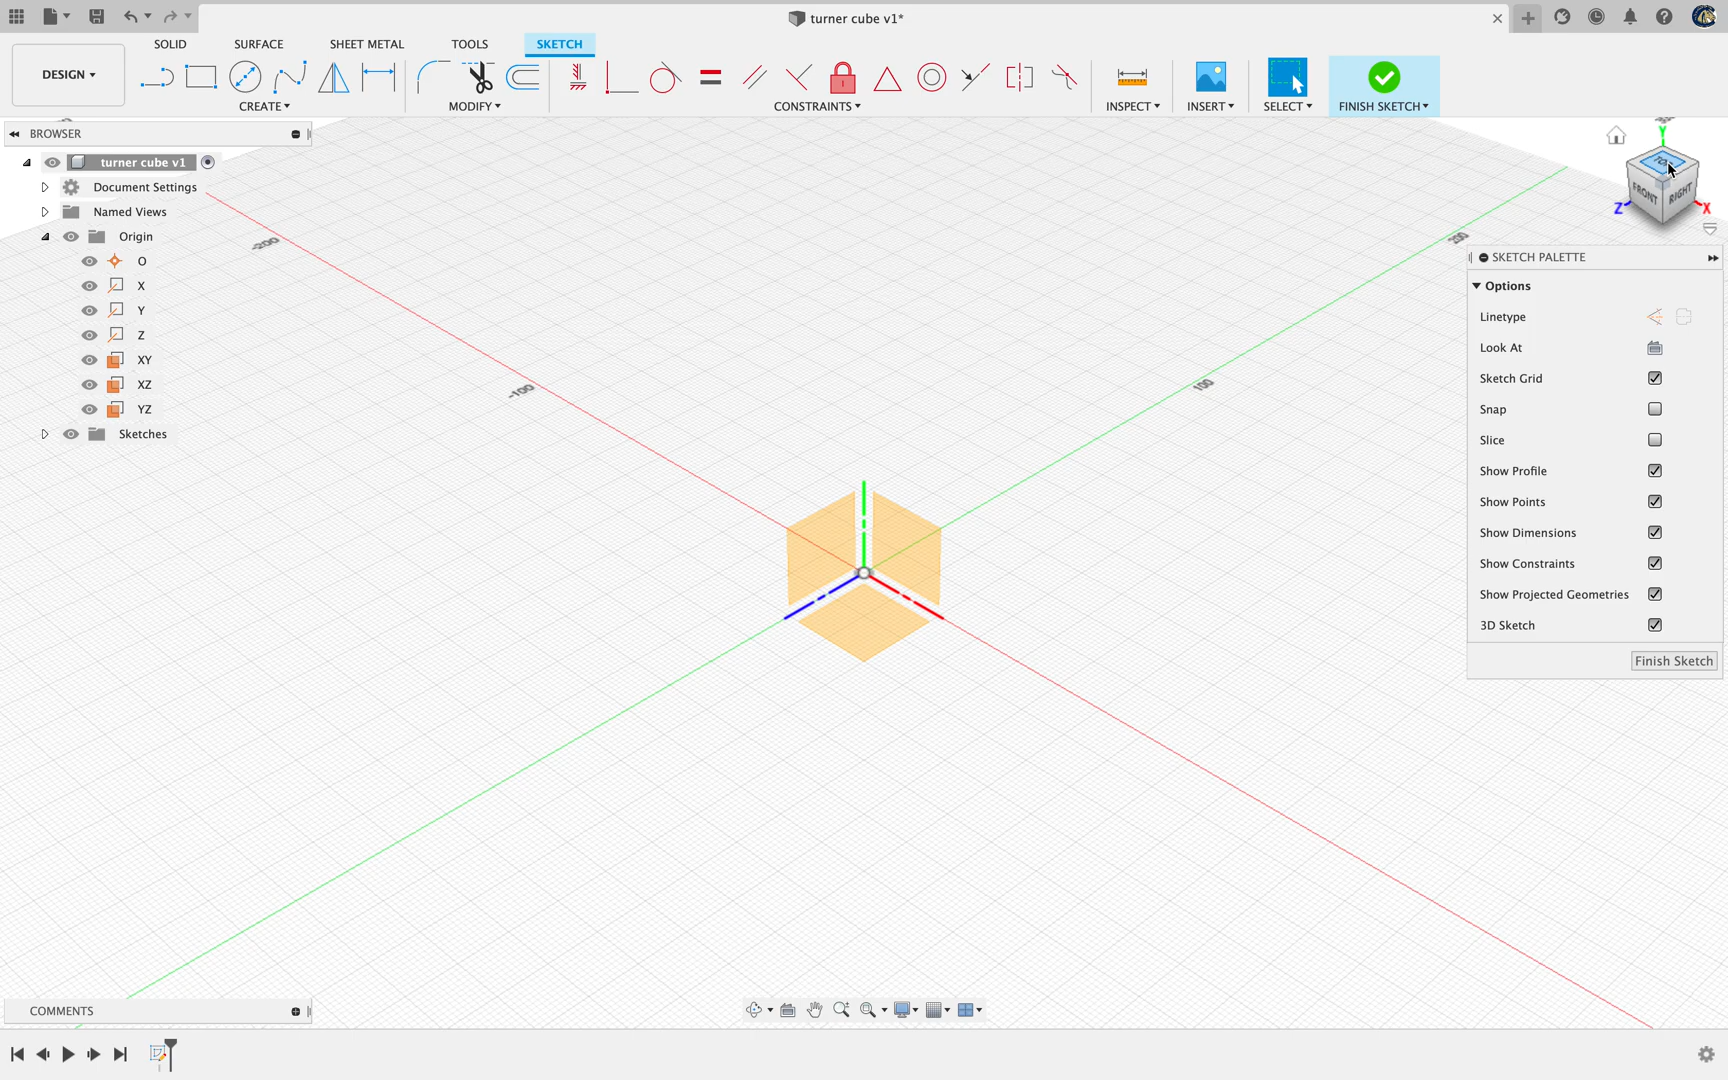 turner cube v1*
SOLID SURFACE SHEET METAL TOOLS SKETCH
DESIGN ▾
CREATE ▾ MODIFY ▾ CONSTRAINTS ▾ INSPECT ▾ INSERT ▾ SELECT ▾ FINISH SKETCH ▾
BROWSER
turner cube v1
Document Settings
Named Views
Origin
O
X
Y
Z
XY
XZ
YZ
Sketches
-200
-100
100
200
Y
TOP
FRONT RIGHT
Z X
SKETCH PALETTE
Options
Linetype
Look At
Sketch Grid
Snap
Slice
Show Profile
Show Points
Show Dimensions
Show Constraints
Show Projected Geometries
3D Sketch
Finish Sketch
COMMENTS